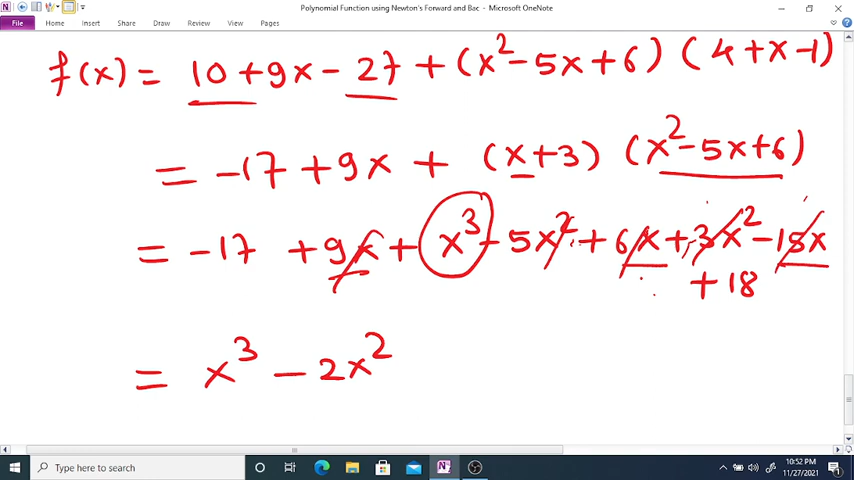 Polynomial Function using Newton's Forward and Bac - Microsoft OneNote
File Home Insert Share Draw Review View Pages
f(x) = 10 + 9x - 27 + (x² - 5x + 6) (4 + x - 1)
= -17 + 9x + (x + 3) (x² - 5x + 6)
= -17 + 9x + x³ - 5x² + 6x + 3x² - 15x
+ 18
= x³ - 2x²
Type here to search
10:52 PM
11/27/2021